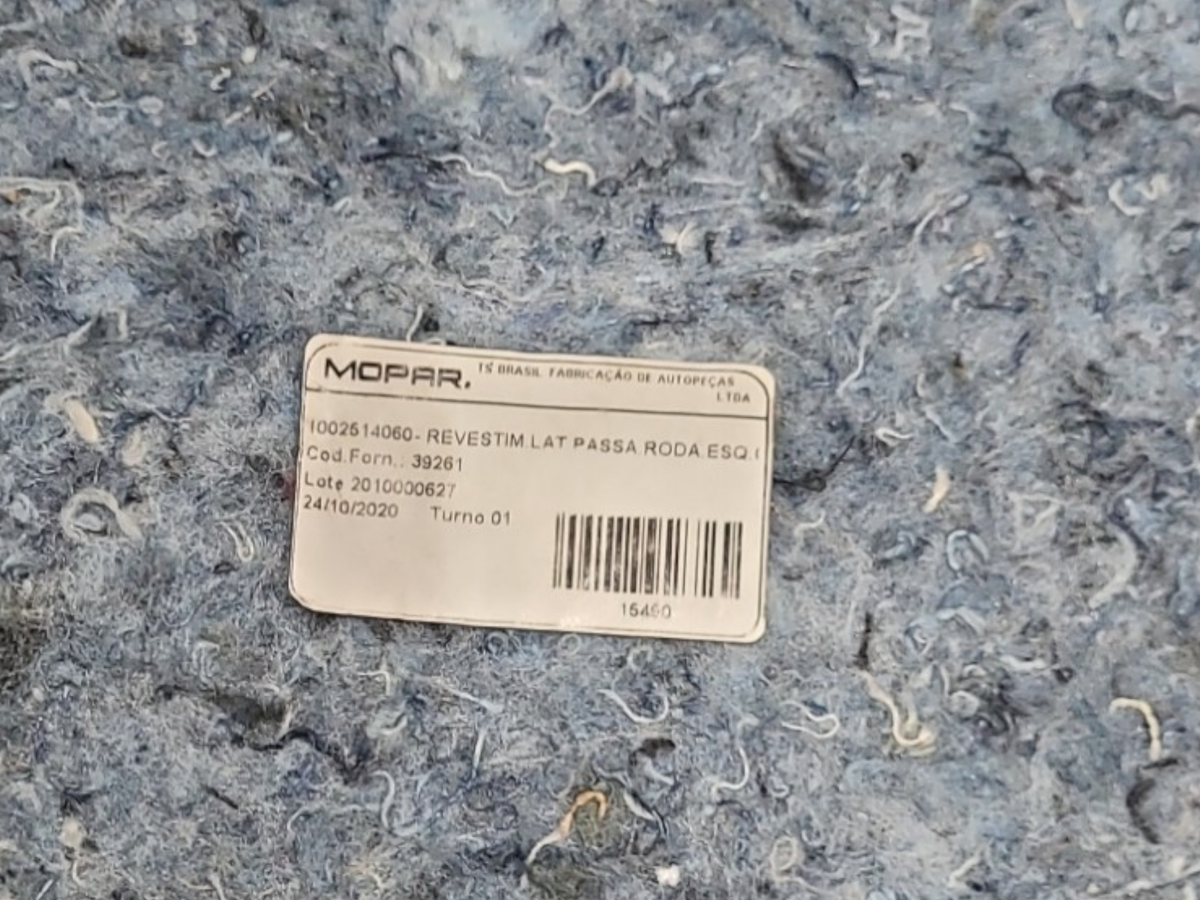 MOPAR.
TS BRASIL FABRICAÇÃO DE AUTOPEÇAS
LTDA
1002514060- REVESTIM.LAT.PASSA.RODA.ESQ.
Cod.Forn.: 39261
Lote 2010000627
24/10/2020 Turno 01
15490